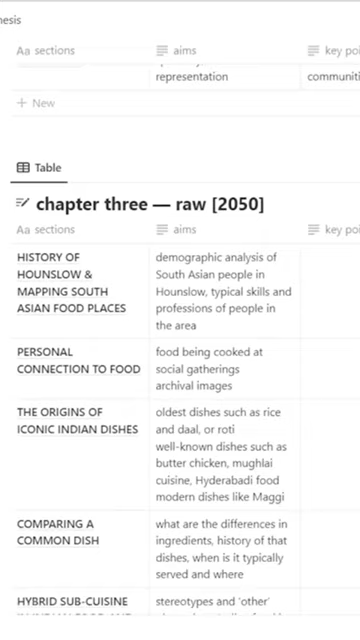 nesis
Aa sections
aims
key poi
representation
communiti
+ New
Table
chapter three — raw [2050]
Aa sections
aims
key poi
HISTORY OF
HOUNSLOW &
MAPPING SOUTH
ASIAN FOOD PLACES
demographic analysis of
South Asian people in
Hounslow, typical skills and
professions of people in
the area
PERSONAL
CONNECTION TO FOOD
food being cooked at
social gatherings
archival images
THE ORIGINS OF
ICONIC INDIAN DISHES
oldest dishes such as rice
and daal, or roti
well-known dishes such as
butter chicken, mughlai
cuisine, Hyderabadi food
modern dishes like Maggi
COMPARING A
COMMON DISH
what are the differences in
ingredients, history of that
dishes, when is it typically
served and where
HYBRID SUB-CUISINE
stereotypes and 'other'